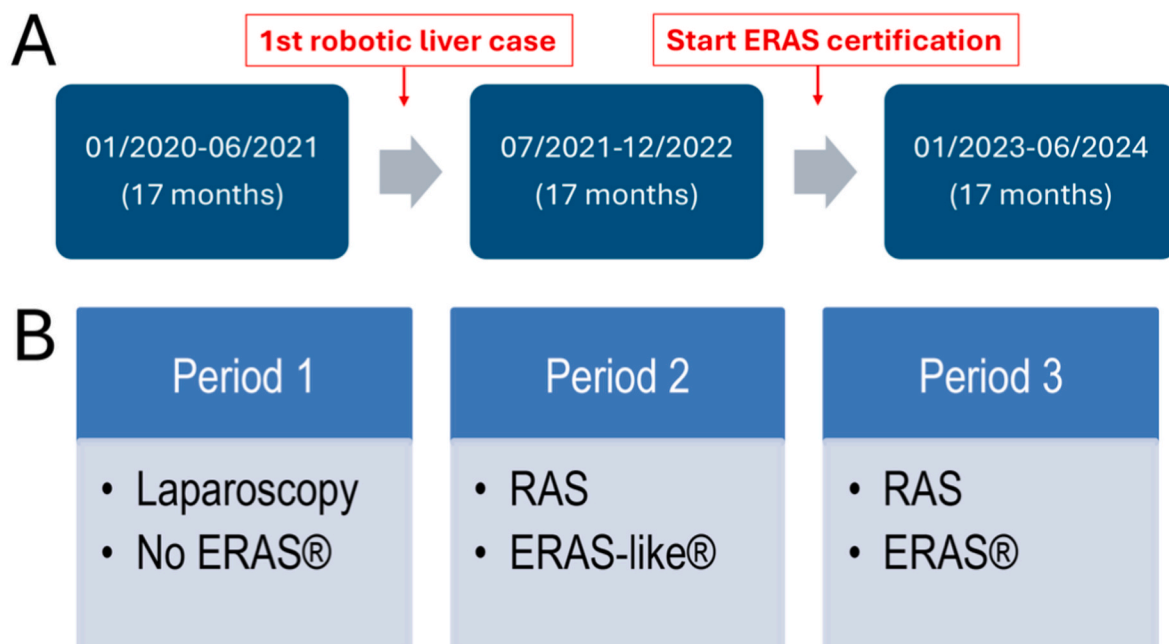 A
1st robotic liver case
Start ERAS certification
01/2020-06/2021
(17 months)
07/2021-12/2022
(17 months)
01/2023-06/2024
(17 months)
B
Period 1
• Laparoscopy
• No ERAS®
Period 2
• RAS
• ERAS-like®
Period 3
• RAS
• ERAS®